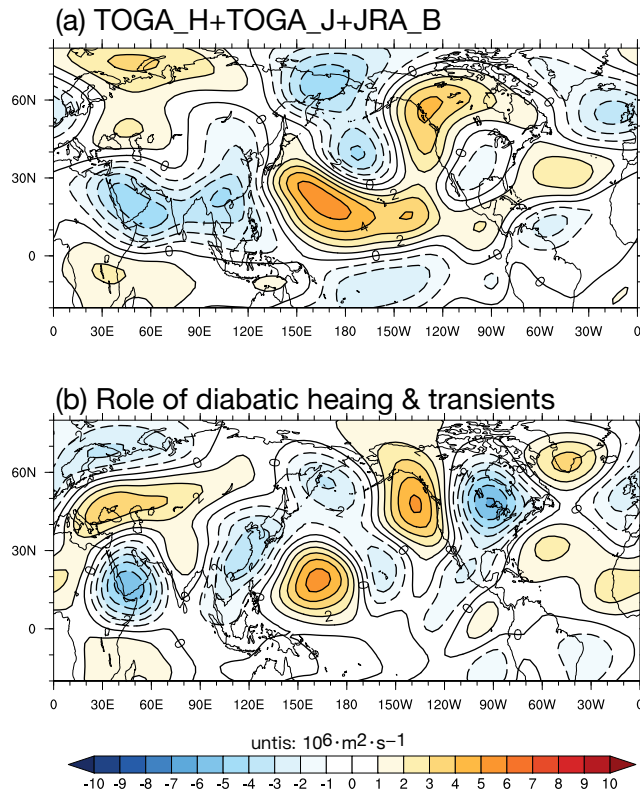 (a) TOGA_H+TOGA_J+JRA_B
60N
30N
0
0 30E 60E 90E 120E 150E 180 150W 120W 90W 60W 30W 0
(b) Role of diabatic heaing & transients
60N
30N
0
0 30E 60E 90E 120E 150E 180 150W 120W 90W 60W 30W 0
untis: 10⁶·m²·s⁻¹
-10 -9 -8 -7 -6 -5 -4 -3 -2 -1 0 1 2 3 4 5 6 7 8 9 10